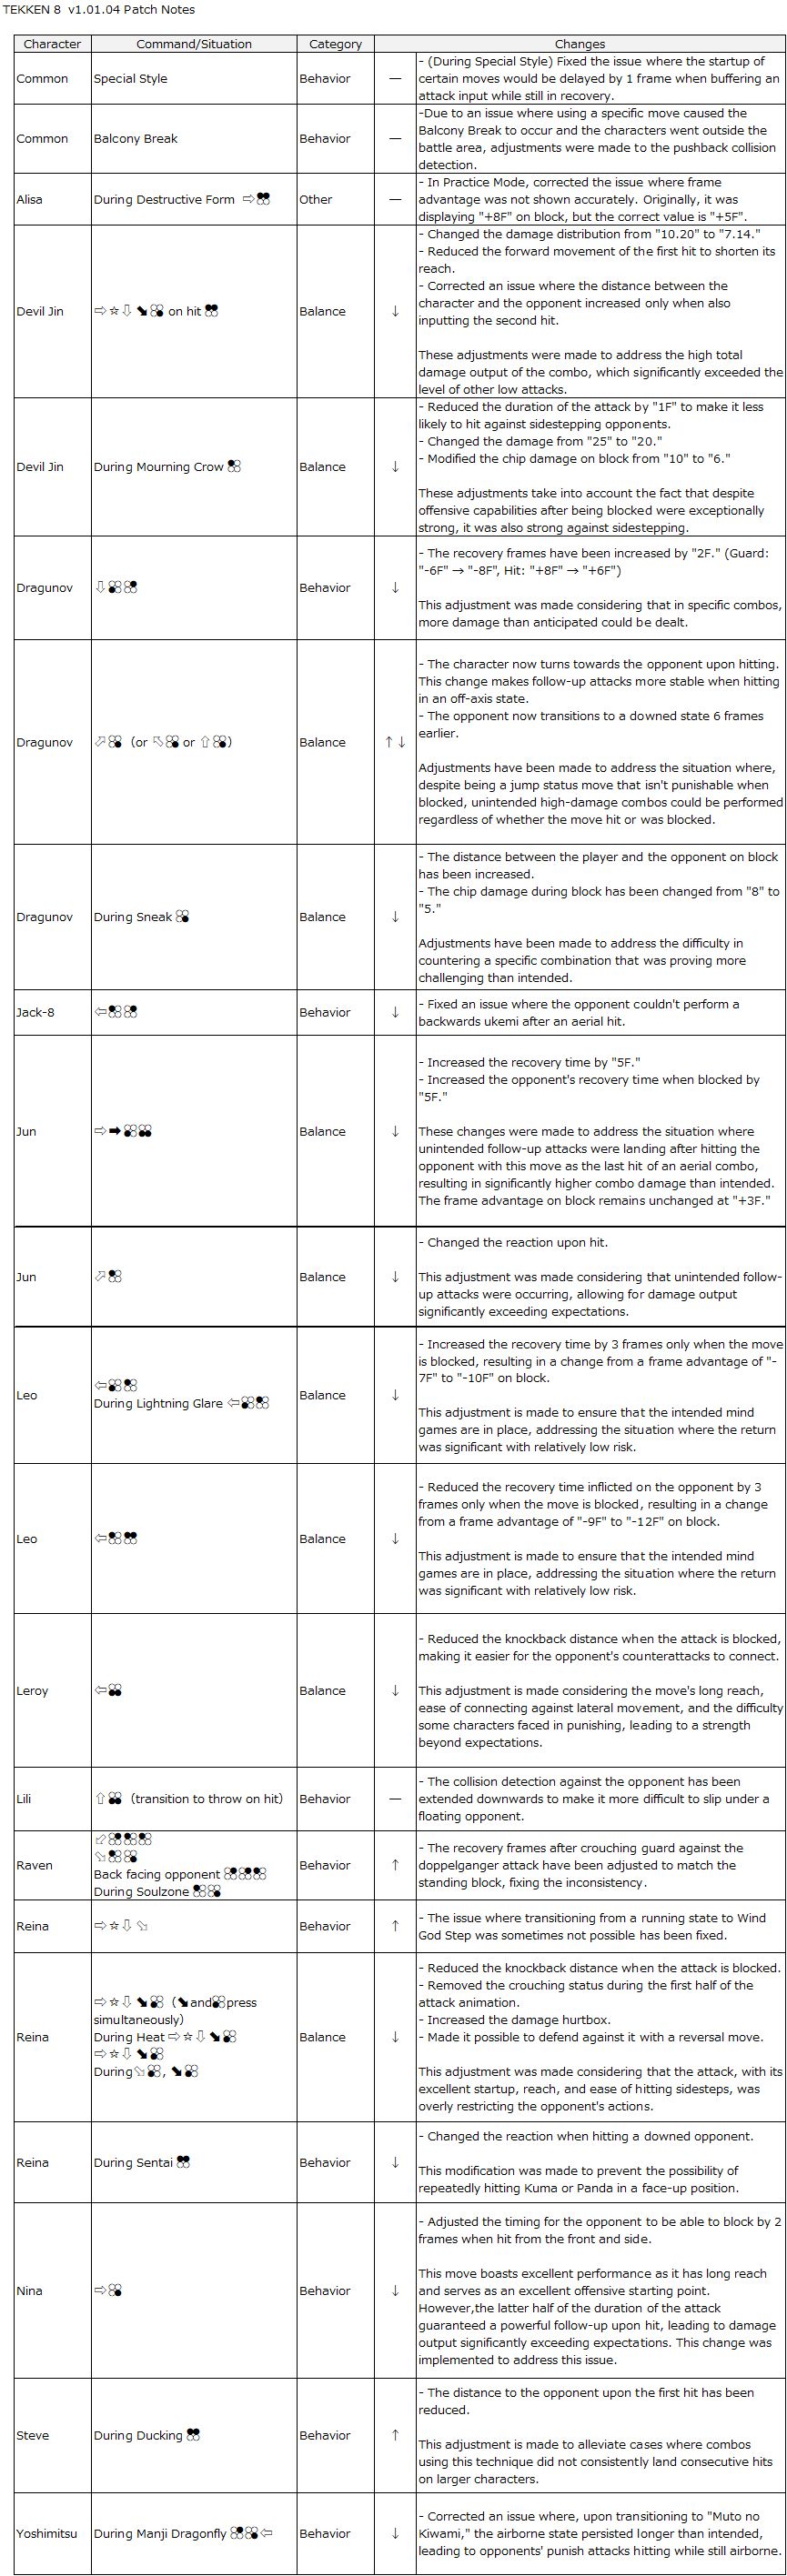 TEKKEN 8  v1.01.04 Patch Notes
Character Command/Situation Category Changes
Common Special Style Behavior —
- (During Special Style) Fixed the issue where the startup of
certain moves would be delayed by 1 frame when buffering an
attack input while still in recovery.
Common Balcony Break Behavior —
-Due to an issue where using a specific move caused the
Balcony Break to occur and the characters went outside the
battle area, adjustments were made to the pushback collision
detection.
Alisa During Destructive Form ⇨ Other —
- In Practice Mode, corrected the issue where frame
advantage was not shown accurately. Originally, it was
displaying "+8F" on block, but the correct value is "+5F".
Devil Jin ⇨☆⇩⬊ on hit Balance ↓
- Changed the damage distribution from "10.20" to "7.14."
- Reduced the forward movement of the first hit to shorten its
reach.
- Corrected an issue where the distance between the
character and the opponent increased only when also
inputting the second hit.
These adjustments were made to address the high total
damage output of the combo, which significantly exceeded the
level of other low attacks.
Devil Jin During Mourning Crow Balance ↓
- Reduced the duration of the attack by "1F" to make it less
likely to hit against sidestepping opponents.
- Changed the damage from "25" to "20."
- Modified the chip damage on block from "10" to "6."
These adjustments take into account the fact that despite
offensive capabilities after being blocked were exceptionally
strong, it was also strong against sidestepping.
Dragunov ⇩ Behavior ↓
- The recovery frames have been increased by "2F." (Guard:
"-6F" → "-8F", Hit: "+8F" → "+6F")
This adjustment was made considering that in specific combos,
more damage than anticipated could be dealt.
Dragunov ⬀ (or ⬁ or ⇧) Balance ↑↓
- The character now turns towards the opponent upon hitting.
This change makes follow-up attacks more stable when hitting
in an off-axis state.
- The opponent now transitions to a downed state 6 frames
earlier.
Adjustments have been made to address the situation where,
despite being a jump status move that isn't punishable when
blocked, unintended high-damage combos could be performed
regardless of whether the move hit or was blocked.
Dragunov During Sneak Balance ↓
- The distance between the player and the opponent on block
has been increased.
- The chip damage during block has been changed from "8" to
"5."
Adjustments have been made to address the difficulty in
countering a specific combination that was proving more
challenging than intended.
Jack-8 ⇦ Behavior ↓
- Fixed an issue where the opponent couldn't perform a
backwards ukemi after an aerial hit.
Jun ⇨➡ Balance ↓
- Increased the recovery time by "5F."
- Increased the opponent's recovery time when blocked by
"5F."
These changes were made to address the situation where
unintended follow-up attacks were landing after hitting the
opponent with this move as the last hit of an aerial combo,
resulting in significantly higher combo damage than intended.
The frame advantage on block remains unchanged at "+3F."
Jun ⬀ Balance ↓
- Changed the reaction upon hit.
This adjustment was made considering that unintended follow-
up attacks were occurring, allowing for damage output
significantly exceeding expectations.
Leo ⇦
During Lightning Glare ⇦ Balance ↓
- Increased the recovery time by 3 frames only when the move
is blocked, resulting in a change from a frame advantage of "-
7F" to "-10F" on block.
This adjustment is made to ensure that the intended mind
games are in place, addressing the situation where the return
was significant with relatively low risk.
Leo ⇦ Balance ↓
- Reduced the recovery time inflicted on the opponent by 3
frames only when the move is blocked, resulting in a change
from a frame advantage of "-9F" to "-12F" on block.
This adjustment is made to ensure that the intended mind
games are in place, addressing the situation where the return
was significant with relatively low risk.
Leroy ⇦ Balance ↓
- Reduced the knockback distance when the attack is blocked,
making it easier for the opponent's counterattacks to connect.
This adjustment is made considering the move's long reach,
ease of connecting against lateral movement, and the difficulty
some characters faced in punishing, leading to a strength
beyond expectations.
Lili ⇧ (transition to throw on hit) Behavior —
- The collision detection against the opponent has been
extended downwards to make it more difficult to slip under a
floating opponent.
Raven ⬃
⬂
Back facing opponent
During Soulzone Behavior ↑
- The recovery frames after crouching guard against the
doppelganger attack have been adjusted to match the
standing block, fixing the inconsistency.
Reina ⇨☆⇩⬂ Behavior ↑
- The issue where transitioning from a running state to Wind
God Step was sometimes not possible has been fixed.
Reina ⇨☆⇩⬊ (⬊and press
simultaneously)
During Heat ⇨☆⇩⬊
⇨☆⇩⬊
During⬂, ⬊ Balance ↓
- Reduced the knockback distance when the attack is blocked.
- Removed the crouching status during the first half of the
attack animation.
- Increased the damage hurtbox.
- Made it possible to defend against it with a reversal move.
This adjustment was made considering that the attack, with its
excellent startup, reach, and ease of hitting sidesteps, was
overly restricting the opponent's actions.
Reina During Sentai Behavior ↓
- Changed the reaction when hitting a downed opponent.
This modification was made to prevent the possibility of
repeatedly hitting Kuma or Panda in a face-up position.
Nina ⇨ Behavior ↓
- Adjusted the timing for the opponent to be able to block by 2
frames when hit from the front and side.
This move boasts excellent performance as it has long reach
and serves as an excellent offensive starting point.
However,the latter half of the duration of the attack
guaranteed a powerful follow-up upon hit, leading to damage
output significantly exceeding expectations. This change was
implemented to address this issue.
Steve During Ducking Behavior ↑
- The distance to the opponent upon the first hit has been
reduced.
This adjustment is made to alleviate cases where combos
using this technique did not consistently land consecutive hits
on larger characters.
Yoshimitsu During Manji Dragonfly ⇦ Behavior ↓
- Corrected an issue where, upon transitioning to "Muto no
Kiwami," the airborne state persisted longer than intended,
leading to opponents' punish attacks hitting while still airborne.